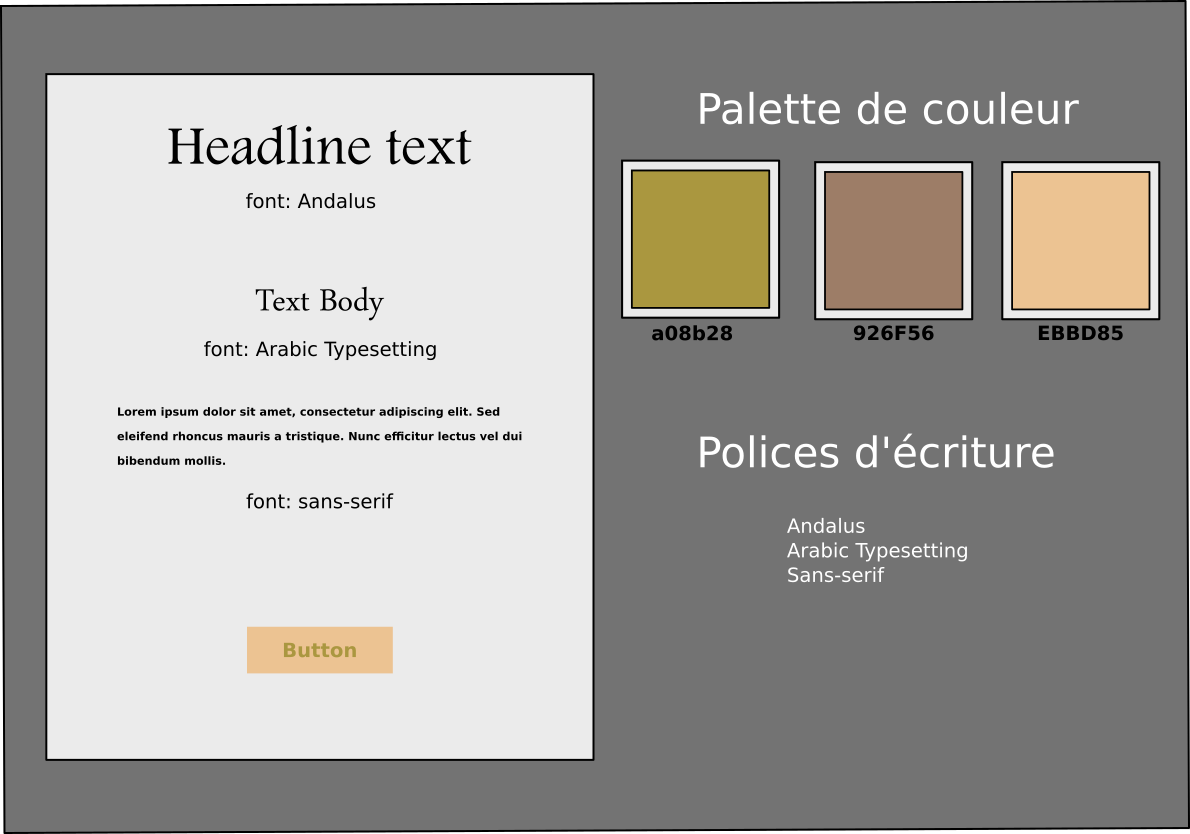 Headline text
font: Andalus
Text Body
font: Arabic Typesetting
Lorem ipsum dolor sit amet, consectetur adipiscing elit. Sed
eleifend rhoncus mauris a tristique. Nunc efficitur lectus vel dui
bibendum mollis.
font: sans-serif
Button
Palette de couleur
a08b28
926F56
EBBD85
Polices d'écriture
Andalus
Arabic Typesetting
Sans-serif